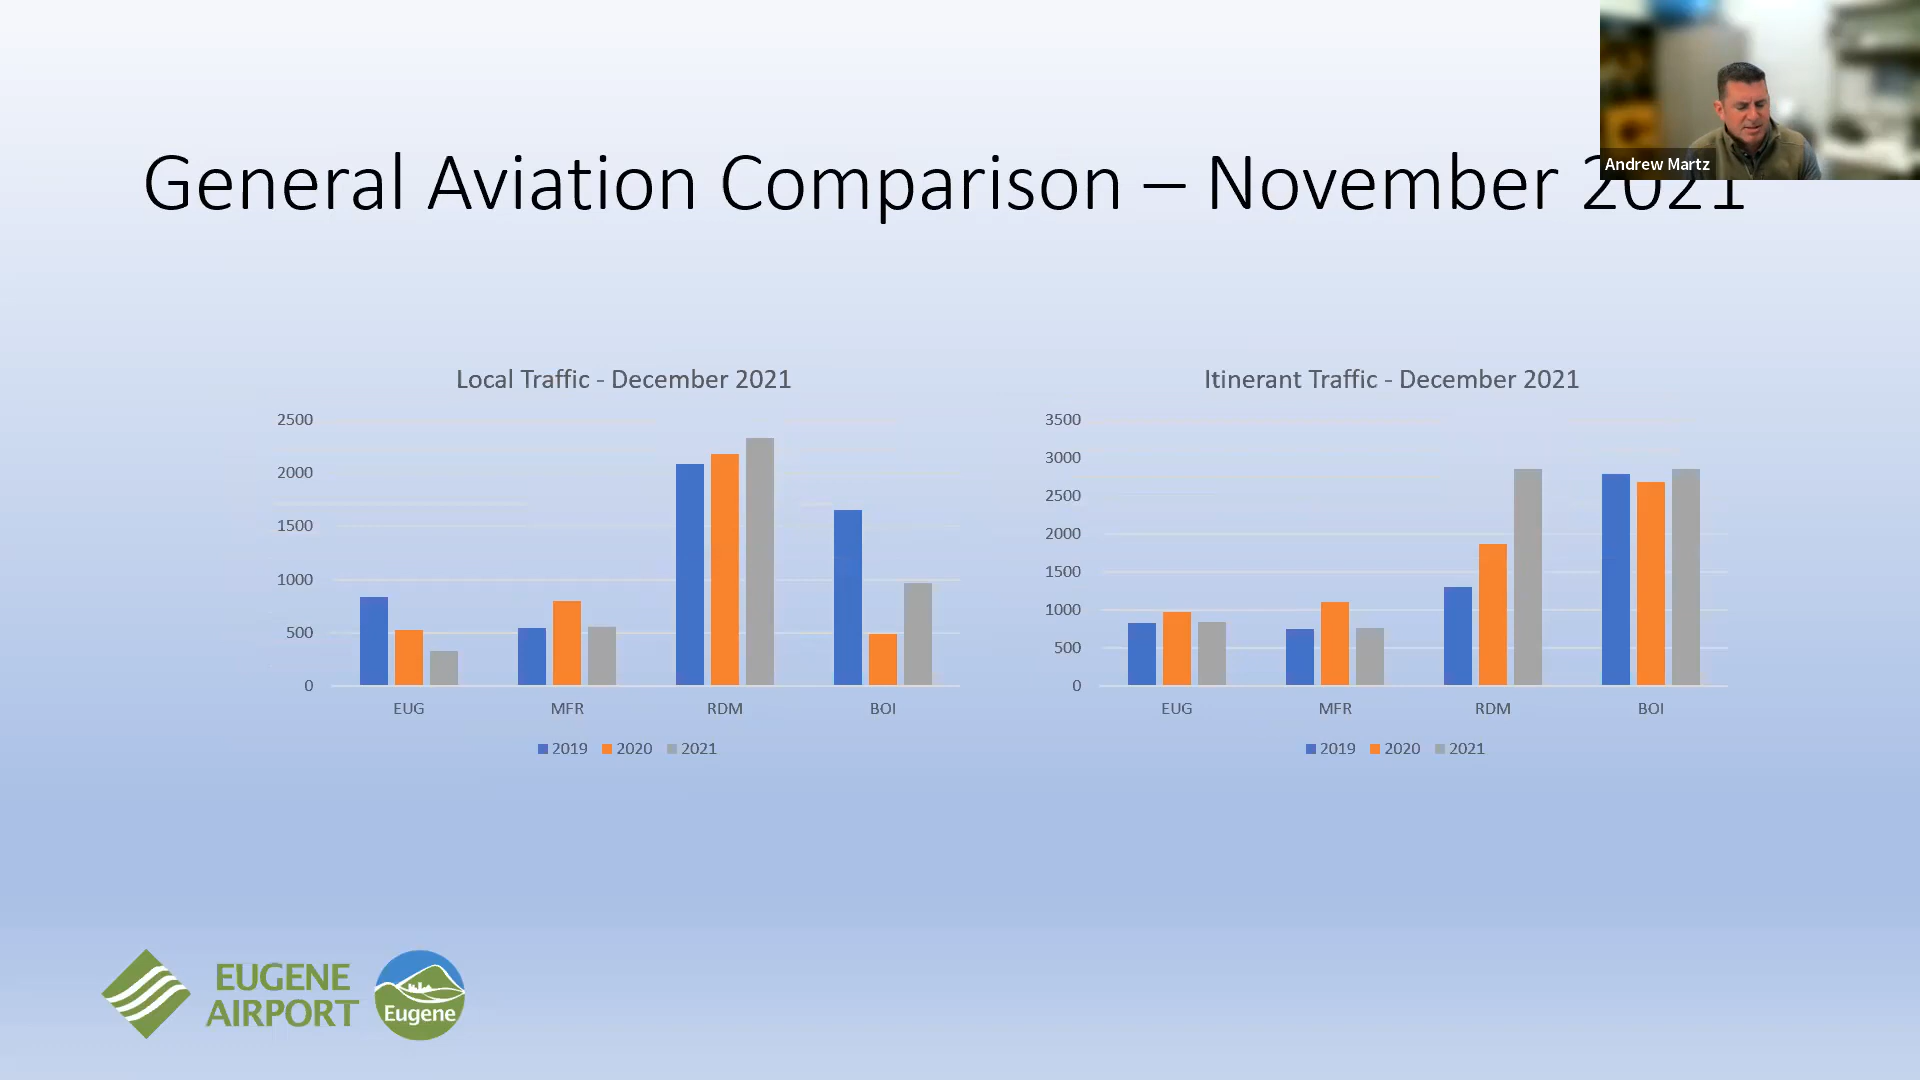 Andrew Martz
General Aviation Comparison – November 2021
Local Traffic - December 2021
2500
2000
1500
1000
500
0
EUG MFR RDM BOI
2019 2020 2021
Itinerant Traffic - December 2021
3500
3000
2500
2000
1500
1000
500
0
EUG MFR RDM BOI
2019 2020 2021
EUGENE
AIRPORT
Eugene